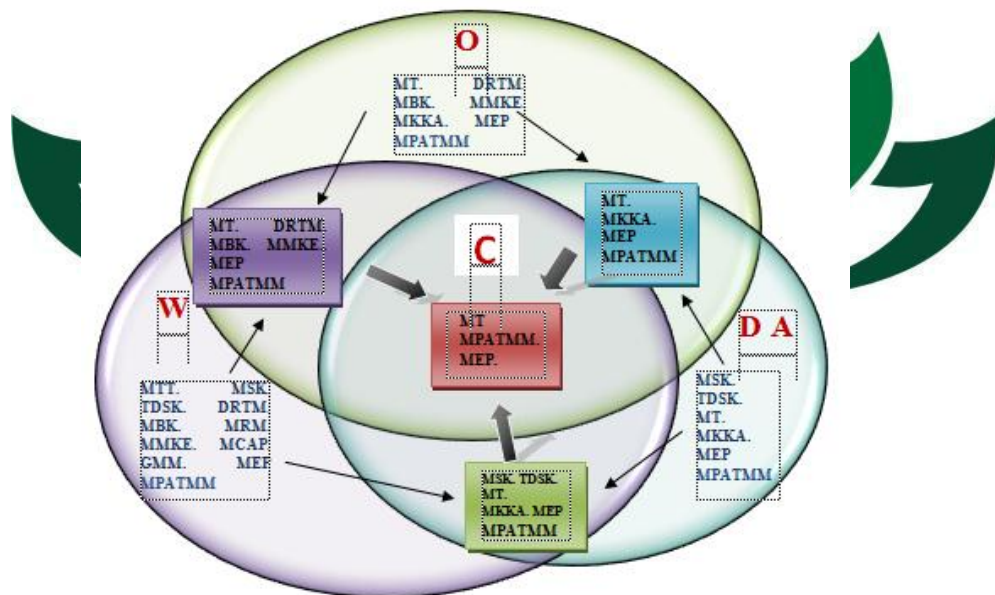 O
MT. DRTM
MBK. MMKE
MKKA. MEP
MPATMM
MT. DRTM.
MBK. MMKE.
MEP
MPATMM
MT.
MKKA.
MEP
MPATMM
C
MT
MPATMM.
MEP.
W
MTT. MSK
TDSK. DRTM
MBK. MRM
MMKE. MCAP
GMM. MEP
MPATMM
D A
MSK.
TDSK.
MT.
MKKA.
MEP
MPATMM
MSK. TDSK.
MT.
MKKA. MEP
MPATMM